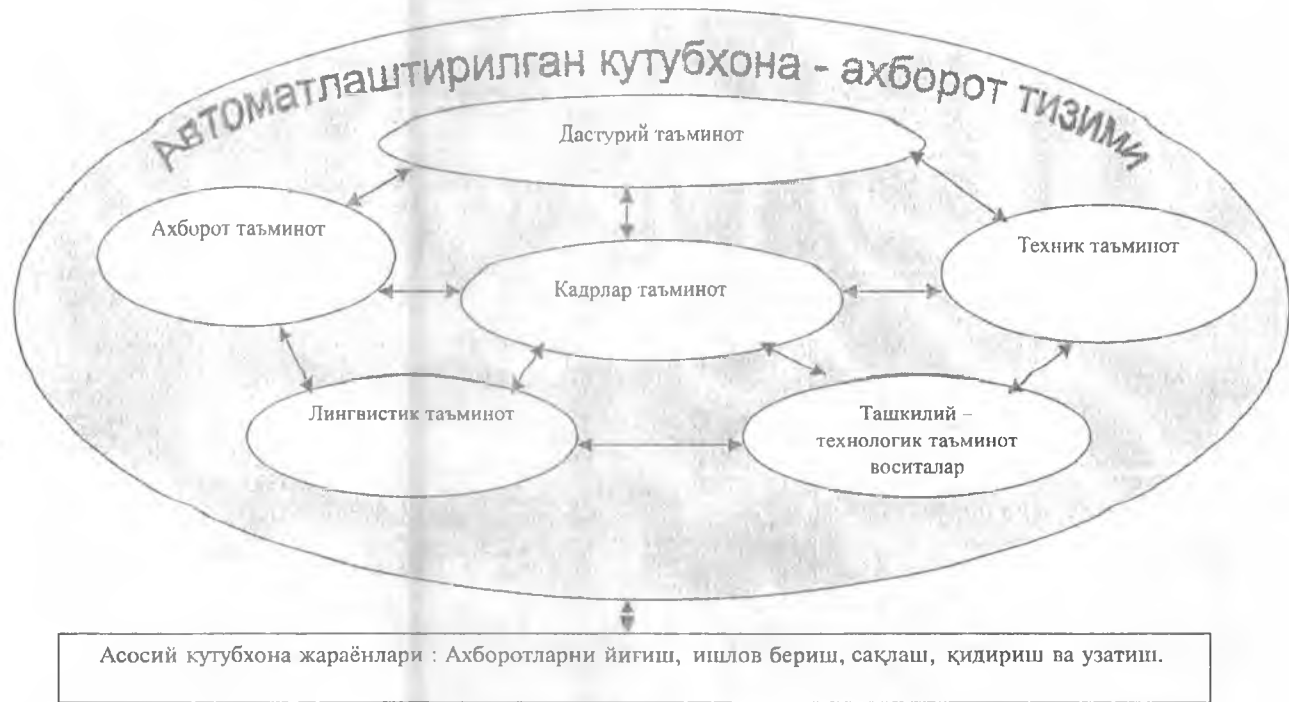 Автоматлаштирилган кутубхона - ахборот тизими
Дастурий таъминот
Ахборот таъминот
Техник таъминот
Кадрлар таъминот
Лингвистик таъминот
Ташкилий –
технологик таъминот
воситалар
Асосий кутубхона жараёнлари : Ахборотларни йиғиш, ишлов бериш, сақлаш, қидириш ва узатиш.